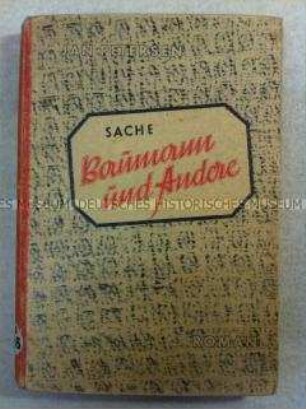 JAN PETERSEN
SACHE
Baumann
und Andere
DEUTSCHES HISTORISCHES MUSEUM
ROMAN